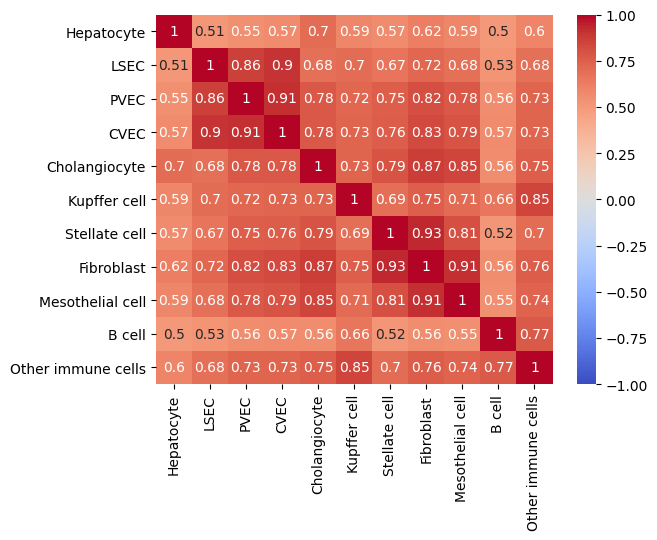 Hepatocyte 1 0.51 0.55 0.57 0.7 0.59 0.57 0.62 0.59 0.5 0.6
LSEC 0.51 1 0.86 0.9 0.68 0.7 0.67 0.72 0.68 0.53 0.68
PVEC 0.55 0.86 1 0.91 0.78 0.72 0.75 0.82 0.78 0.56 0.73
CVEC 0.57 0.9 0.91 1 0.78 0.73 0.76 0.83 0.79 0.57 0.73
Cholangiocyte 0.7 0.68 0.78 0.78 1 0.73 0.79 0.87 0.85 0.56 0.75
Kupffer cell 0.59 0.7 0.72 0.73 0.73 1 0.69 0.75 0.71 0.66 0.85
Stellate cell 0.57 0.67 0.75 0.76 0.79 0.69 1 0.93 0.81 0.52 0.7
Fibroblast 0.62 0.72 0.82 0.83 0.87 0.75 0.93 1 0.91 0.56 0.76
Mesothelial cell 0.59 0.68 0.78 0.79 0.85 0.71 0.81 0.91 1 0.55 0.74
B cell 0.5 0.53 0.56 0.57 0.56 0.66 0.52 0.56 0.55 1 0.77
Other immune cells 0.6 0.68 0.73 0.73 0.75 0.85 0.7 0.76 0.74 0.77 1
Hepatocyte
LSEC
PVEC
CVEC
Cholangiocyte
Kupffer cell
Stellate cell
Fibroblast
Mesothelial cell
B cell
Other immune cells
1.00
0.75
0.50
0.25
0.00
−0.25
−0.50
−0.75
−1.00